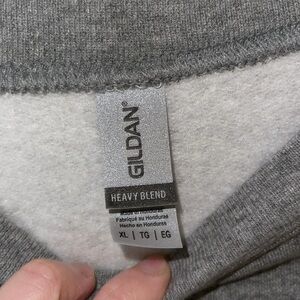 GILDAN®
HEAVY BLEND
Made in Honduras
Fabriqué au Honduras
Hecho en Honduras
XL | TG | EG